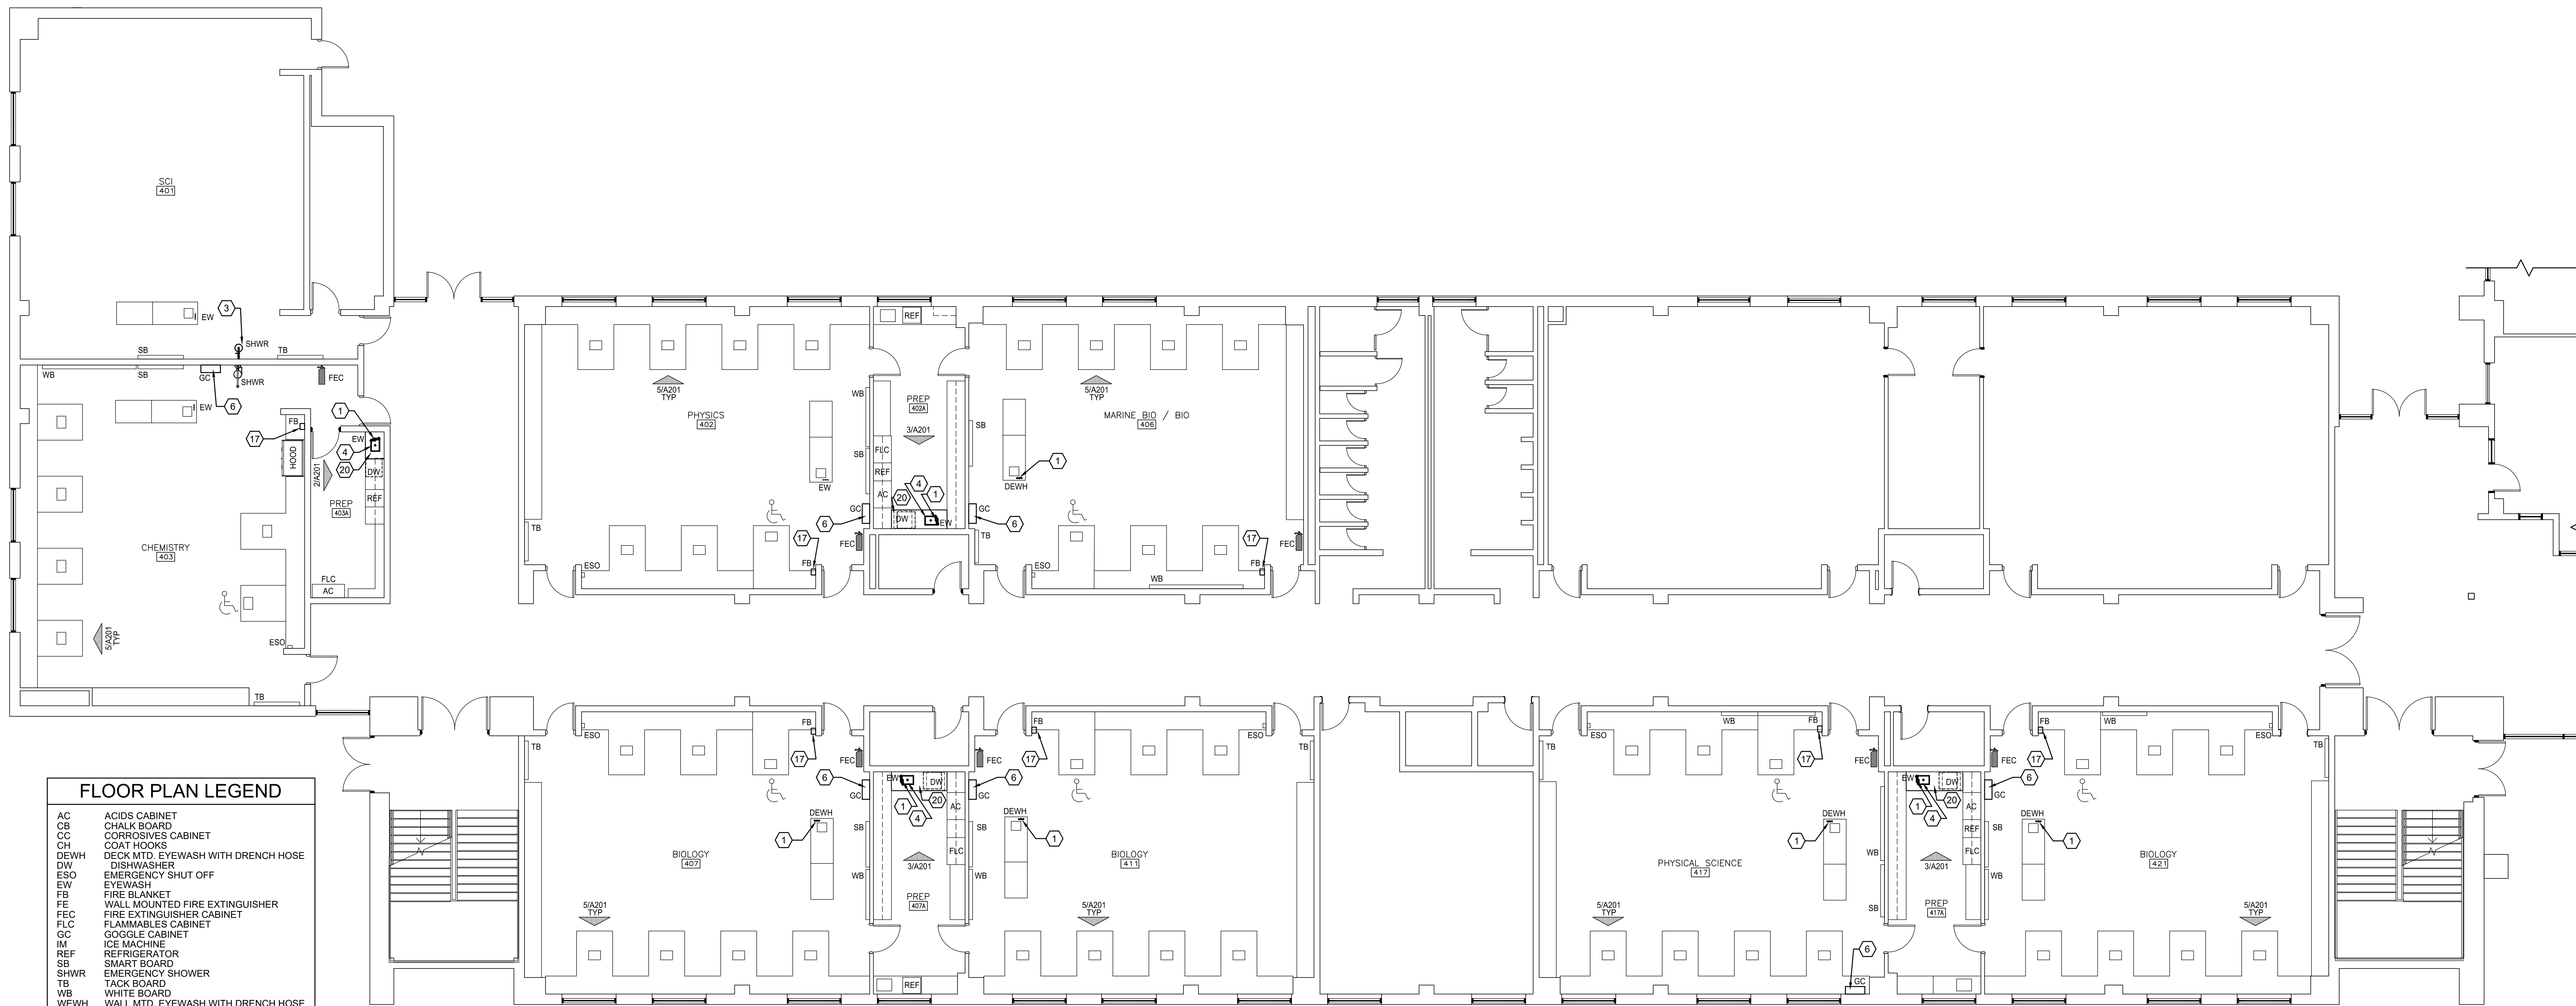 SCI
401
EW
3
SHWR
SB
TB
WB
SB
GC
SHWR
FEC
6
EW
1
FB
17
EW
4
20
HOOD
2/A201
DW
REF
PREP
403A
CHEMISTRY
403
FLC
AC
ESO
5/A201
TYP
TB
5/A201
TYP
PHYSICS
402
WB
SB
EW
TB
GC
6
FEC
17
FB
ESO
REF
PREP
402A
3/A201
FLC
REF
AC
20
4
1
DW
EW
5/A201
TYP
MARINE BIO / BIO
406
SB
1
DEWH
GC
6
TB
ESO
WB
17
FB
FEC
TB
ESO
FB
17
FEC
6
GC
DEWH
1
SB
WB
BIOLOGY
407
5/A201
TYP
EW
DW
1
20
4
AC
FLC
3/A201
PREP
407A
REF
FEC
FB
17
6
GC
DEWH
1
SB
WB
BIOLOGY
411
ESO
TB
5/A201
TYP
TB
ESO
WB
FB
17
FEC
DEWH
1
WB
SB
PHYSICAL SCIENCE
417
5/A201
TYP
6
GC
EW
DW
1
20
4
AC
REF
FLC
3/A201
PREP
417A
FEC
FB
17
WB
6
GC
DEWH
1
SB
WB
BIOLOGY
421
ESO
TB
5/A201
TYP
FLOOR PLAN LEGEND
AC ACIDS CABINET
CB CHALK BOARD
CC CORROSIVES CABINET
CH COAT HOOKS
DEWH DECK MTD. EYEWASH WITH DRENCH HOSE
DW DISHWASHER
ESO EMERGENCY SHUT OFF
EW EYEWASH
FB FIRE BLANKET
FE WALL MOUNTED FIRE EXTINGUISHER
FEC FIRE EXTINGUISHER CABINET
FLC FLAMMABLES CABINET
GC GOGGLE CABINET
IM ICE MACHINE
REF REFRIGERATOR
SB SMART BOARD
SHWR EMERGENCY SHOWER
TB TACK BOARD
WB WHITE BOARD
WEWH WALL MTD. EYEWASH WITH DRENCH HOSE